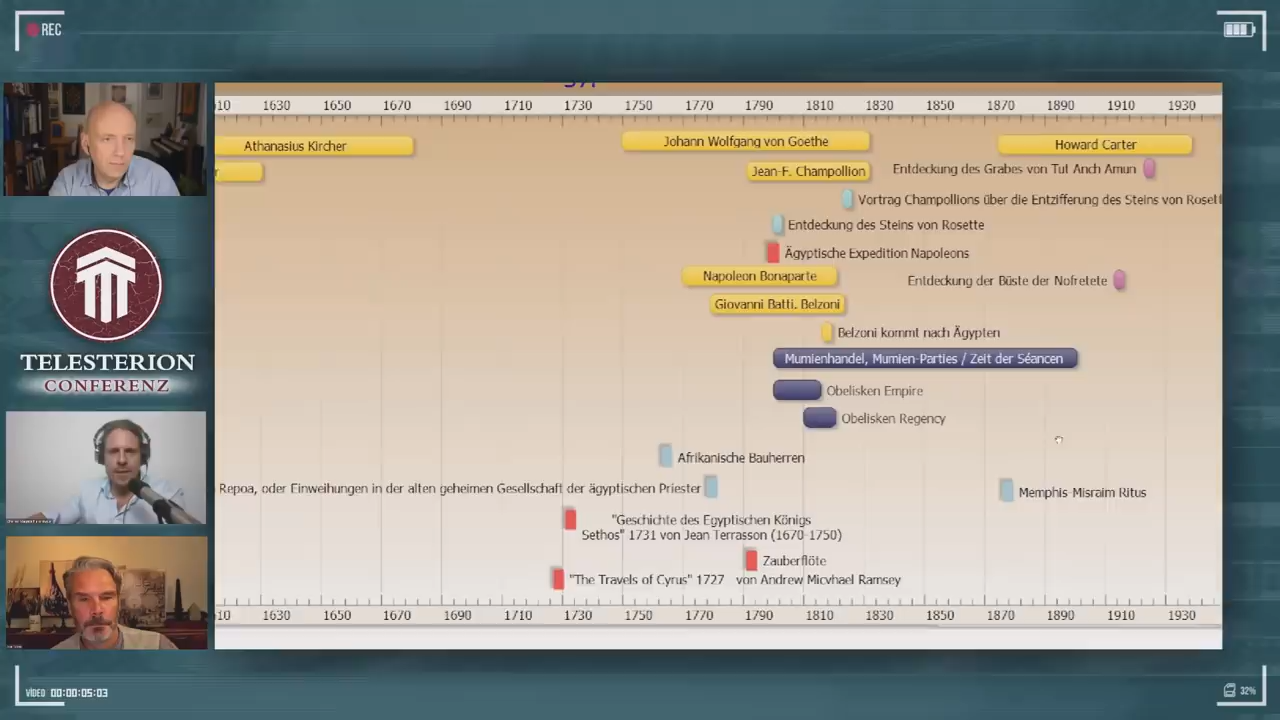 REC
1630 1650 1670 1690 1710 1730 1750 1770 1790 1810 1830 1850 1870 1890 1910 1930
Athanasius Kircher
Johann Wolfgang von Goethe
Howard Carter
Jean-F. Champollion
Entdeckung des Grabes von Tut Anch Amun
Vortrag Champollions über die Entzifferung des Steins von Rosett
Entdeckung des Steins von Rosette
Ägyptische Expedition Napoleons
Napoleon Bonaparte
Entdeckung der Büste der Nofretete
Giovanni Batti. Belzoni
Belzoni kommt nach Ägypten
Mumienhandel, Mumien-Parties / Zeit der Séancen
Obelisken Empire
Obelisken Regency
Afrikanische Bauherren
Repoa, oder Einweihungen in der alten geheimen Gesellschaft der ägyptischen Priester
Memphis-Misraim Ritus
"Geschichte des Egyptischen Königs
Sethos" 1731 von Jean Terrasson (1670-1750)
Zauberflöte
"The Travels of Cyrus" 1727 von Andrew Micvhael Ramsey
1630 1650 1670 1690 1710 1730 1750 1770 1790 1810 1830 1850 1870 1890 1910 1930
TELESTERION
CONFERENZ
VÍDEO 00:00:05:03
32%